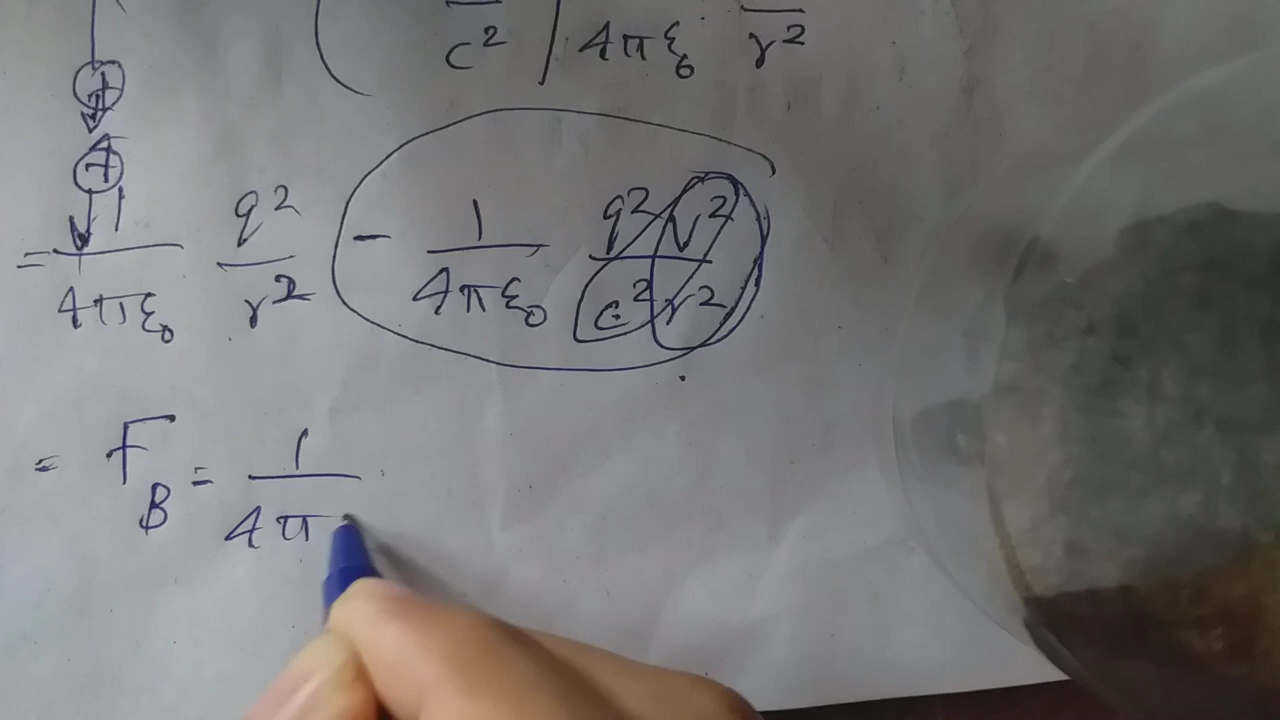 c² | 4πε₀ r²
= 1/4πε₀ q²/r² - 1/4πε₀ q²v²/c²r²
= F_B = 1/4π